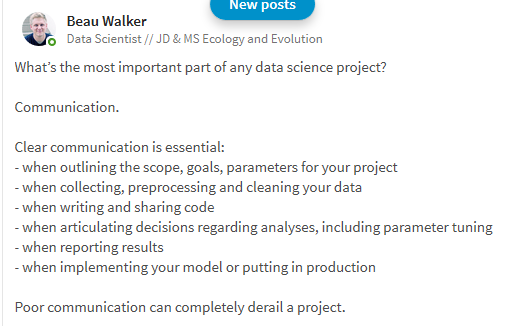 New posts
Beau Walker
Data Scientist // JD & MS Ecology and Evolution
What's the most important part of any data science project?
Communication.
Clear communication is essential:
- when outlining the scope, goals, parameters for your project
- when collecting, preprocessing and cleaning your data
- when writing and sharing code
- when articulating decisions regarding analyses, including parameter tuning
- when reporting results
- when implementing your model or putting in production
Poor communication can completely derail a project.